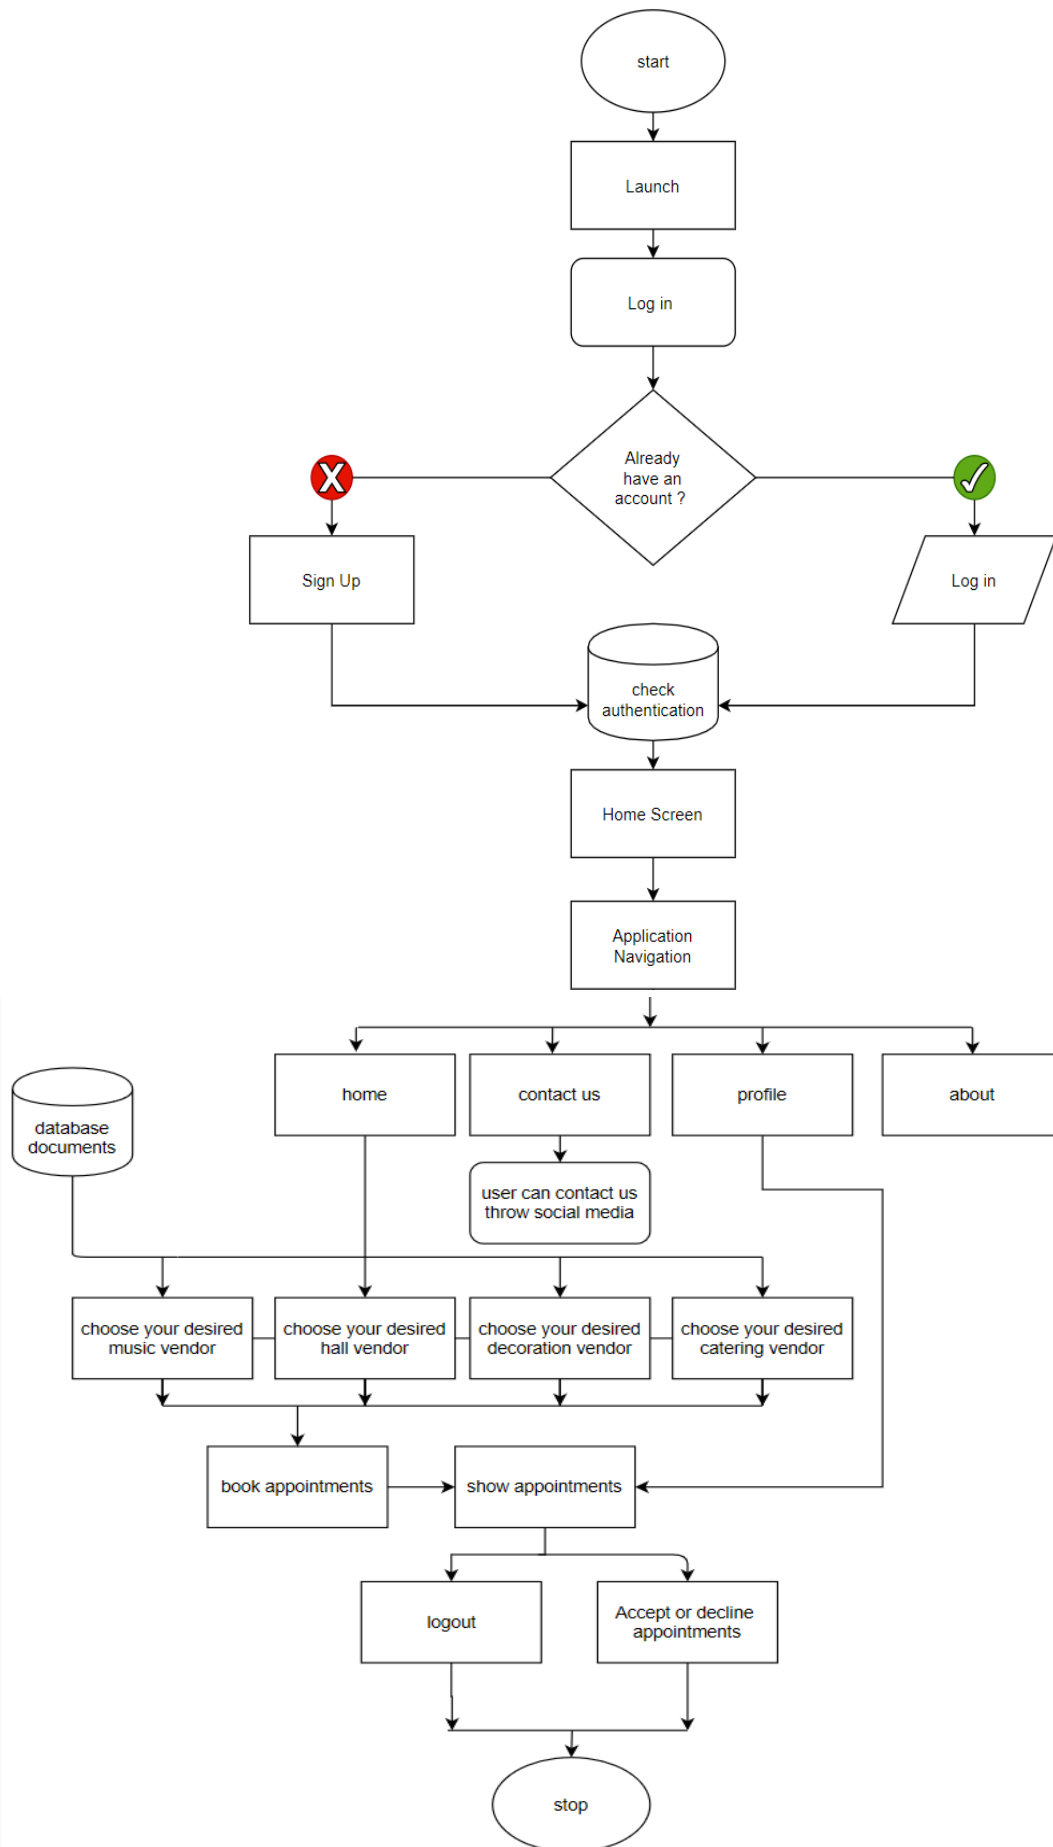 start
Launch
Log in
Already
have an
account ?
X
Sign Up
Log in
check
authentication
Home Screen
Application
Navigation
home
contact us
profile
about
database
documents
user can contact us
throw social media
choose your desired
music vendor
choose your desired
hall vendor
choose your desired
decoration vendor
choose your desired
catering vendor
book appointments
show appointments
logout
Accept or decline
appointments
stop